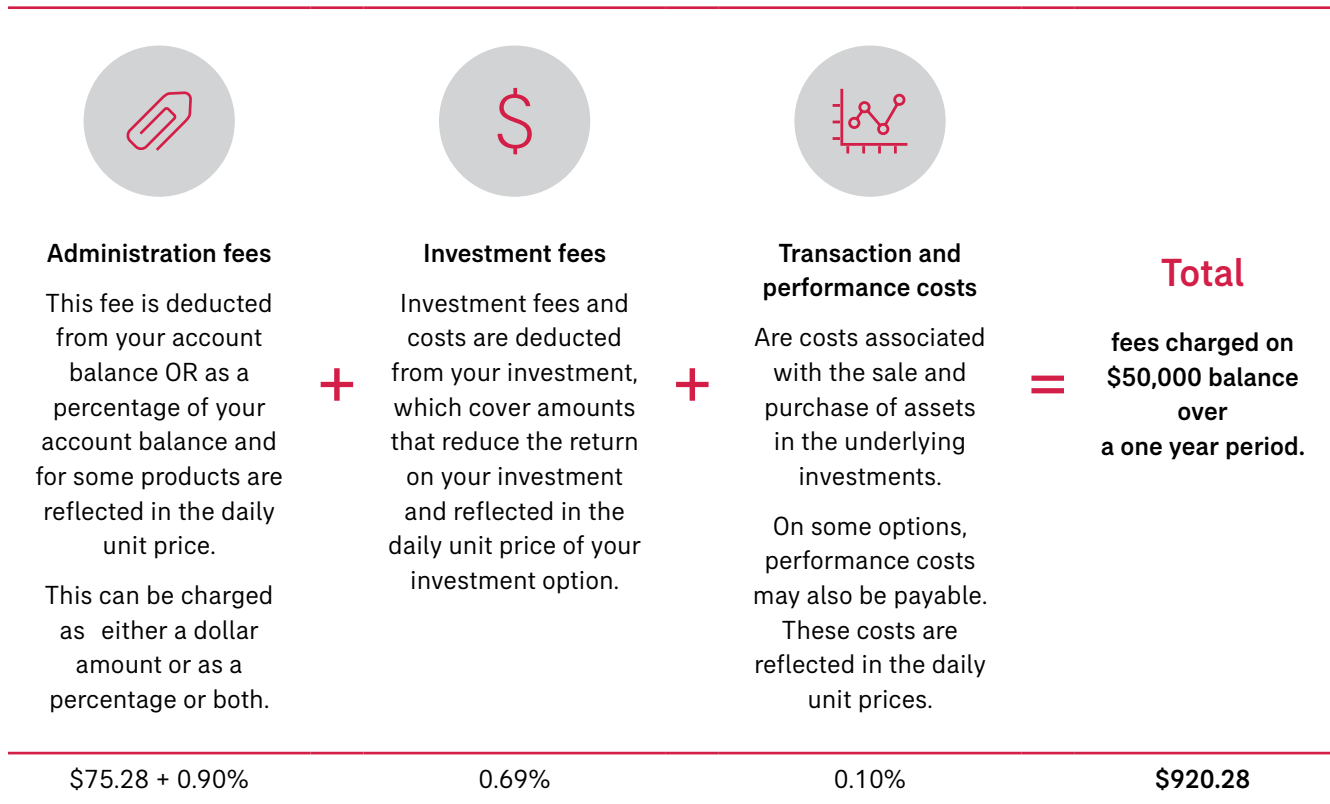 Administration fees
This fee is deducted
from your account
balance OR as a
percentage of your
account balance and
for some products are
reflected in the daily
unit price.
This can be charged
as either a dollar
amount or as a
percentage or both.
+
Investment fees
Investment fees and
costs are deducted
from your investment,
which cover amounts
that reduce the return
on your investment
and reflected in the
daily unit price of your
investment option.
+
Transaction and
performance costs
Are costs associated
with the sale and
purchase of assets
in the underlying
investments.
On some options,
performance costs
may also be payable.
These costs are
reflected in the daily
unit prices.
=
Total
fees charged on
$50,000 balance
over
a one year period.
$75.28 + 0.90%
0.69%
0.10%
$920.28